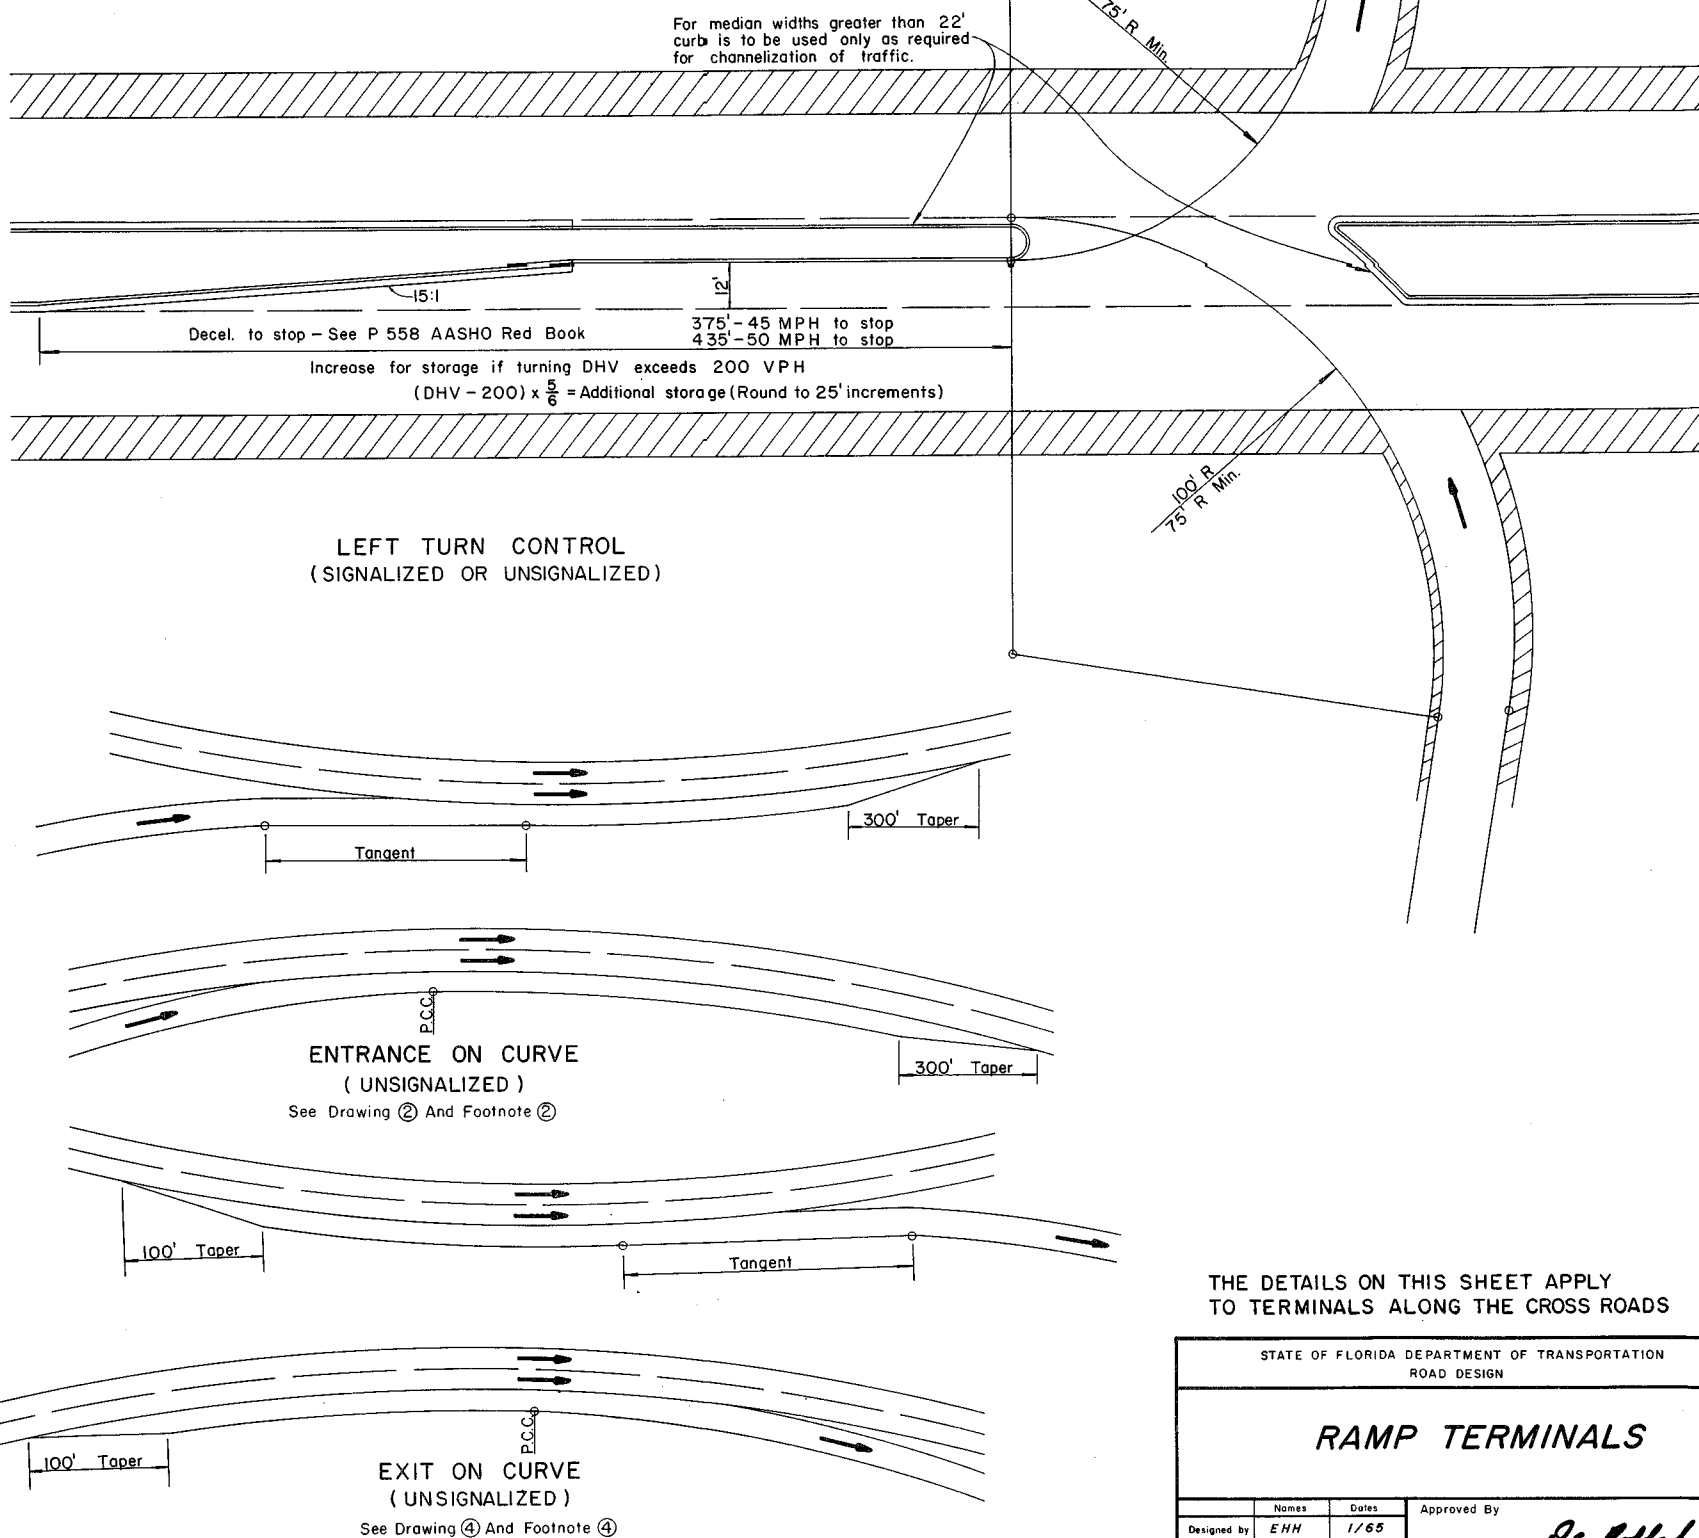 For median widths greater than 22'
curb is to be used only as required
for channelization of traffic.
75' R Min.
15:1
12'
Decel. to stop – See P 558 AASHO Red Book
375' - 45 MPH to stop
435' - 50 MPH to stop
Increase for storage if turning DHV exceeds 200 VPH
(DHV – 200) x 5/6 = Additional storage (Round to 25' increments)
100' R
75' R Min.
LEFT TURN CONTROL
(SIGNALIZED OR UNSIGNALIZED)
300' Taper
Tangent
P.C.C.
ENTRANCE ON CURVE
(UNSIGNALIZED)
300' Taper
See Drawing ② And Footnote ②
100' Taper
Tangent
THE DETAILS ON THIS SHEET APPLY
TO TERMINALS ALONG THE CROSS ROADS
STATE OF FLORIDA DEPARTMENT OF TRANSPORTATION
ROAD DESIGN
RAMP TERMINALS
P.C.C.
100' Taper
EXIT ON CURVE
(UNSIGNALIZED)
See Drawing ④ And Footnote ④
Names Dates Approved By
Designed by EHH 1/65